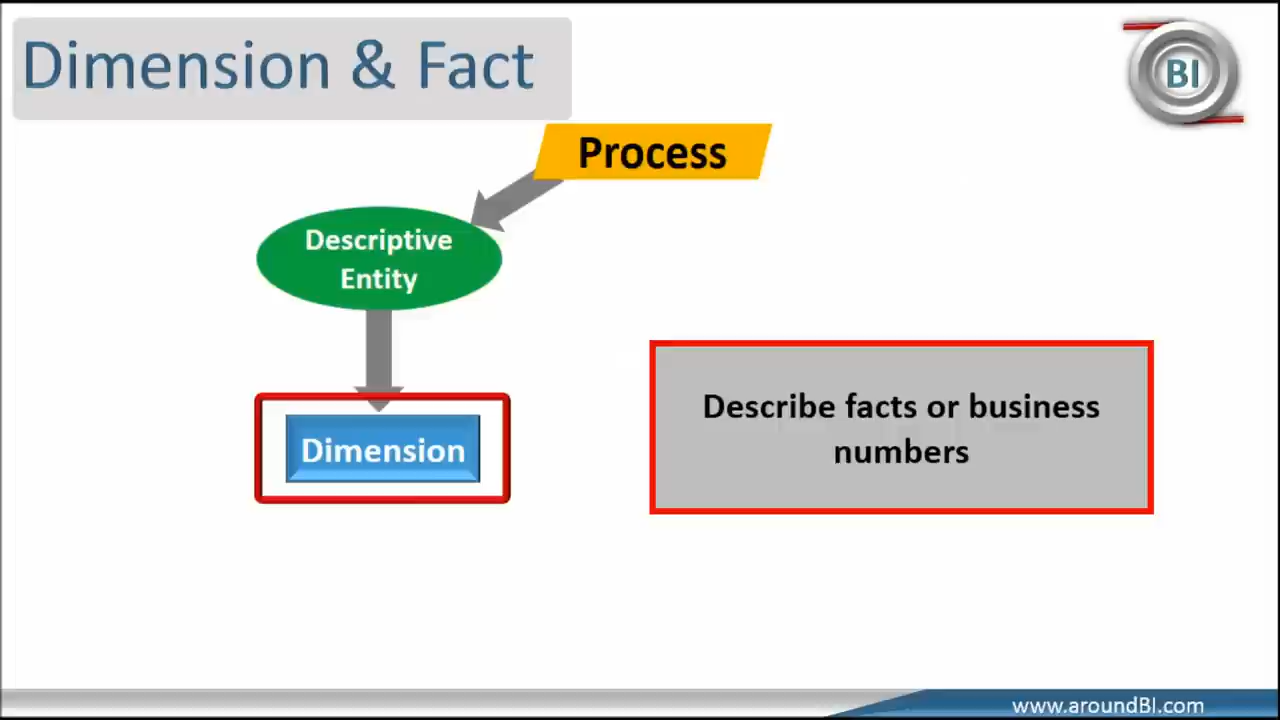 Dimension & Fact
BI
Process
Descriptive
Entity
Dimension
Describe facts or business
numbers
www.aroundBI.com